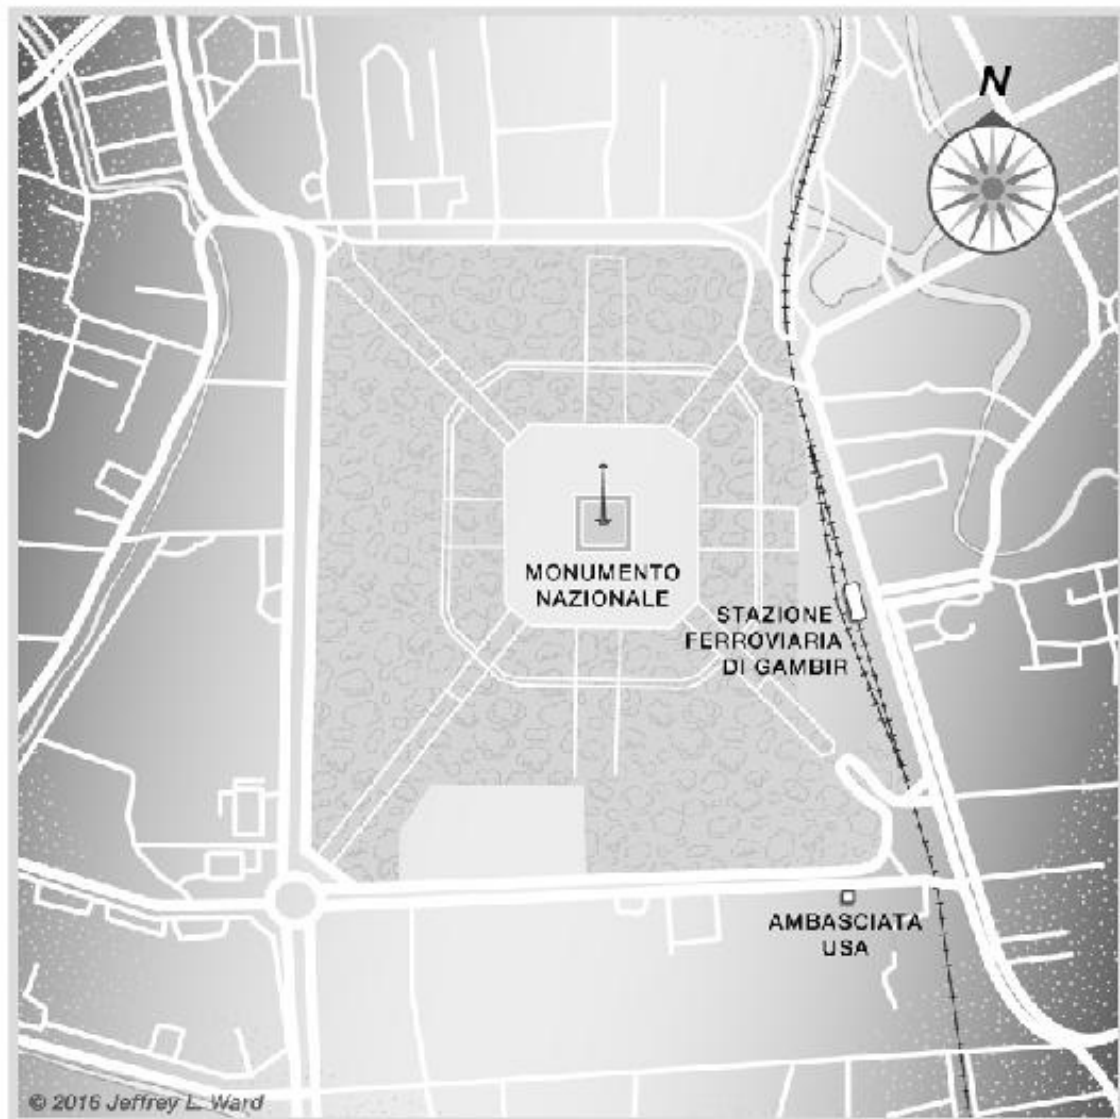 N
MONUMENTO
NAZIONALE
STAZIONE
FERROVIARIA
DI GAMBIR
AMBASCIATA
USA
© 2016 Jeffrey L. Ward